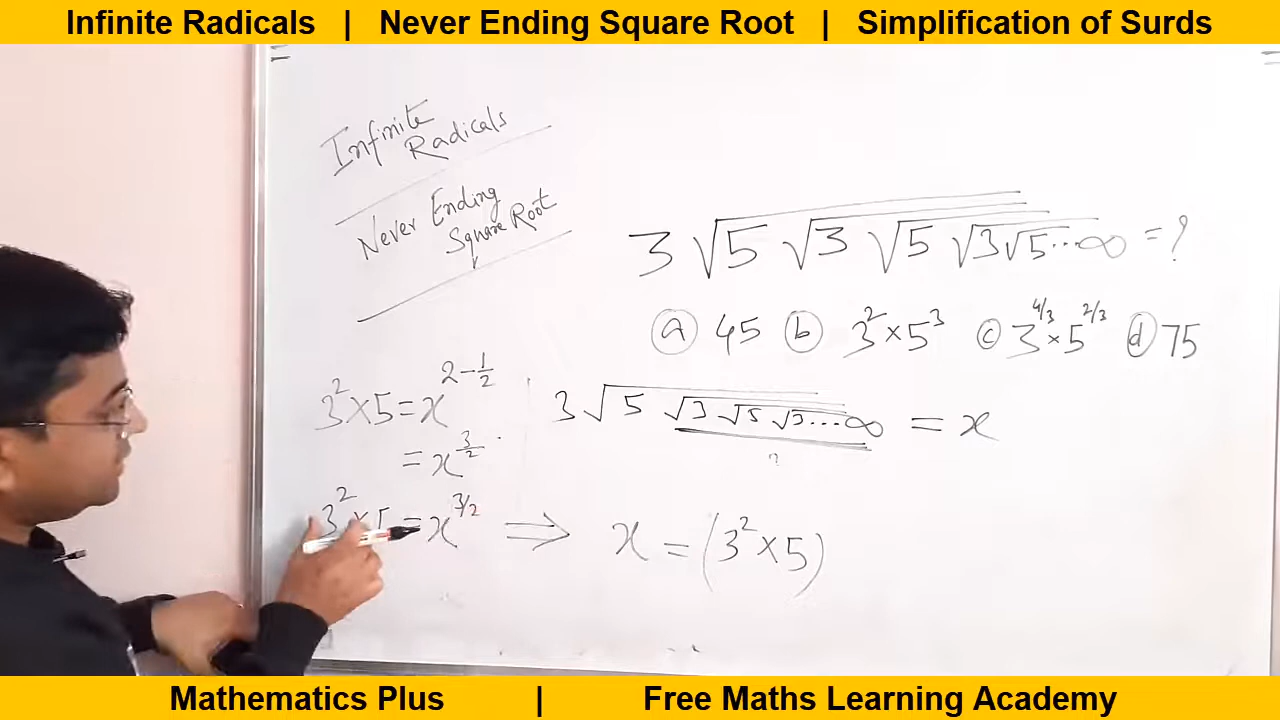 Infinite Radicals | Never Ending Square Root | Simplification of Surds
Infinite
Radicals
Never Ending
Square Root
3√5√3√5√3√5...∞ = ?
(a) 45 (b) 3²×5³ (c) 3^4/3 × 5^2/3 (d) 75
3²×5 = x^2-1/2
= x^3/2
3²×5 = x^3/2 ⇒ x = (3²×5)
3√5√3√5√3...∞ = x
?
Mathematics Plus | Free Maths Learning Academy